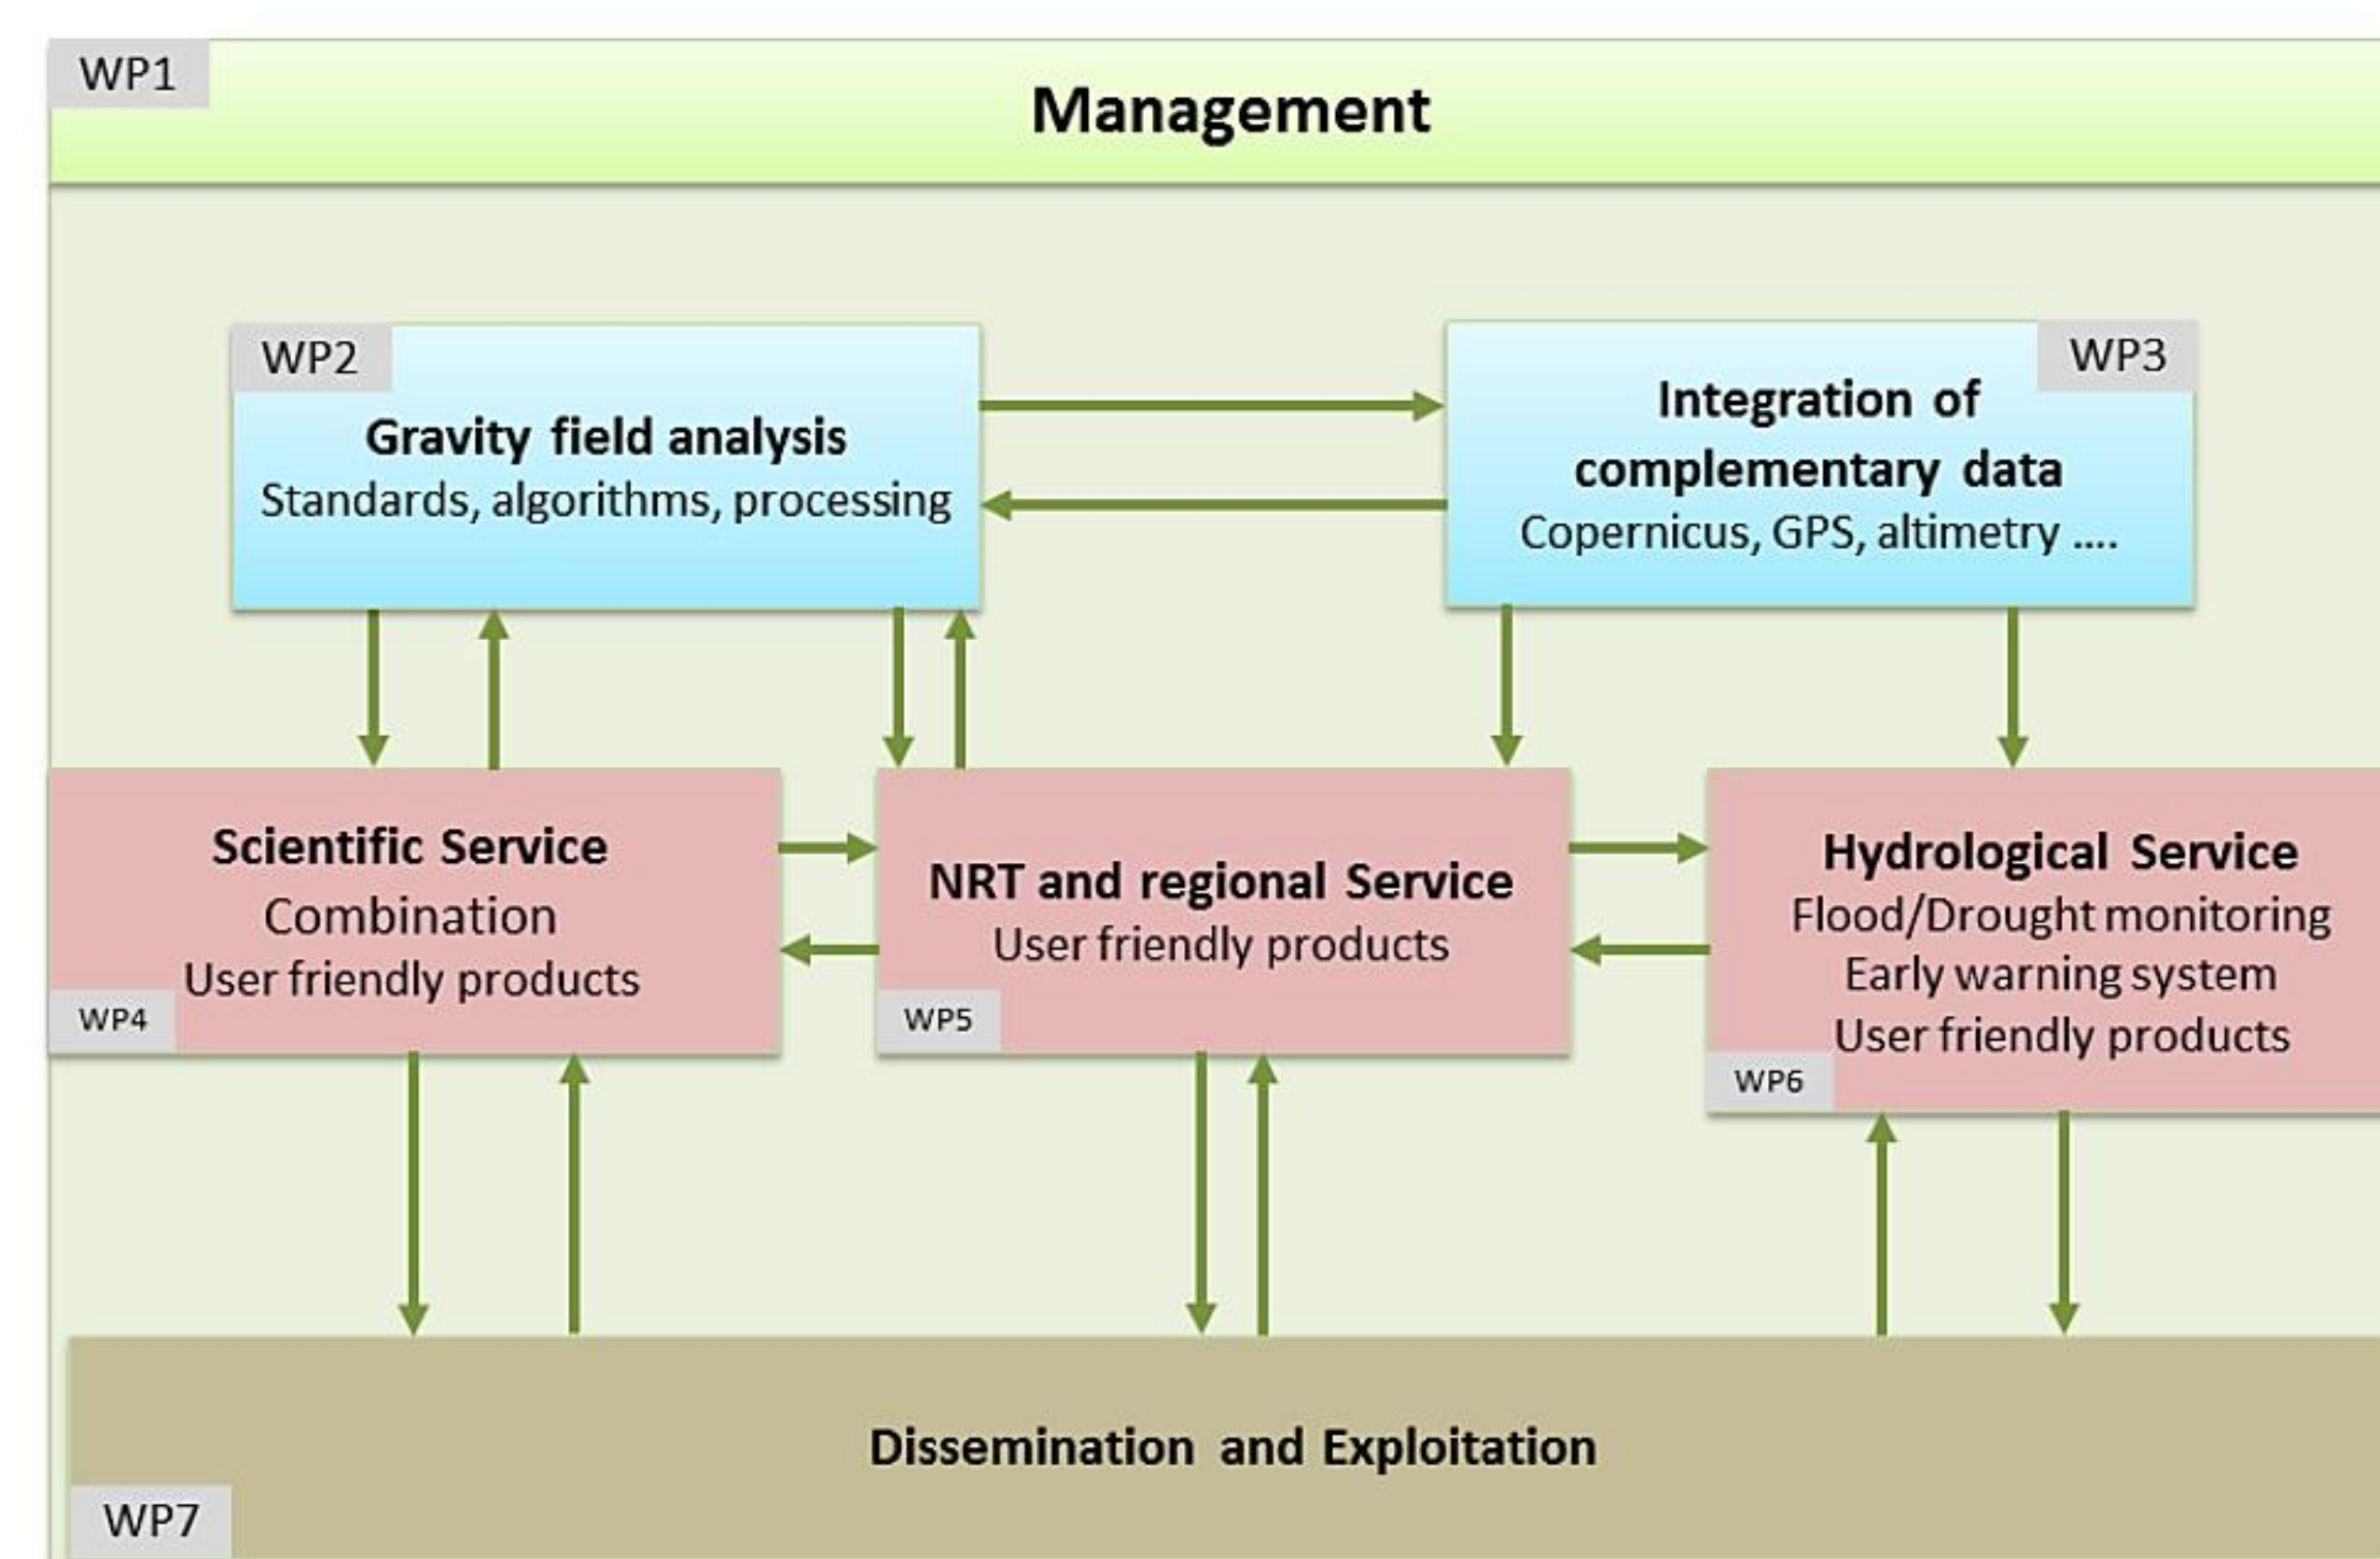 WP1
Management
WP2
Gravity field analysis
Standards, algorithms, processing
WP3
Integration of
complementary data
Copernicus, GPS, altimetry ....
Scientific Service
Combination
User friendly products
WP4
NRT and regional Service
User friendly products
WP5
Hydrological Service
Flood/Drought monitoring
Early warning system
User friendly products
WP6
Dissemination and Exploitation
WP7